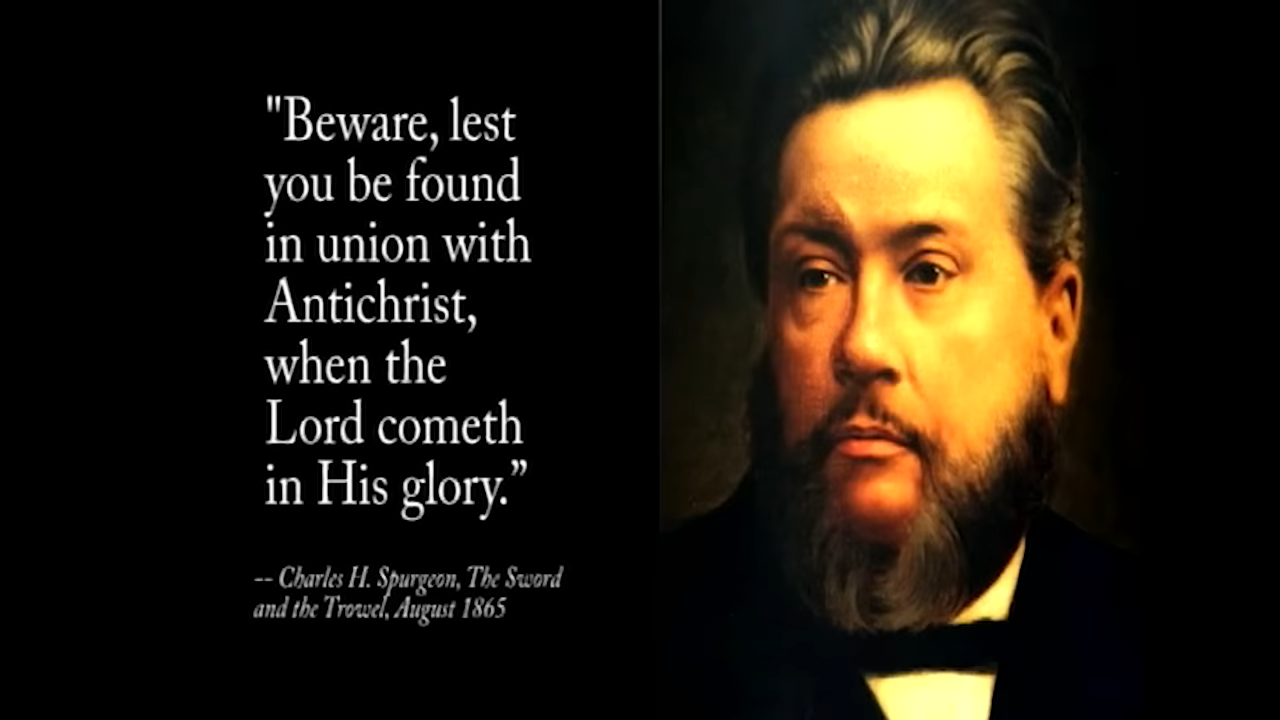 "Beware, lest
you be found
in union with
Antichrist,
when the
Lord cometh
in His glory.”
-- Charles H. Spurgeon, The Sword
and the Trowel, August 1865